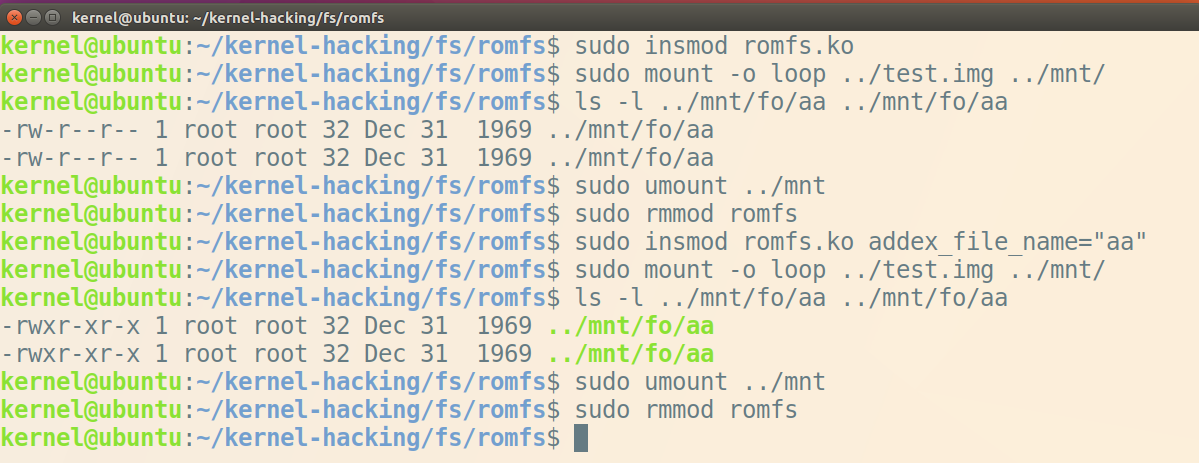 kernel@ubuntu: ~/kernel-hacking/fs/romfs
kernel@ubuntu:~/kernel-hacking/fs/romfs$ sudo insmod romfs.ko
kernel@ubuntu:~/kernel-hacking/fs/romfs$ sudo mount -o loop ../test.img ../mnt/
kernel@ubuntu:~/kernel-hacking/fs/romfs$ ls -l ../mnt/fo/aa ../mnt/fo/aa
-rw-r--r-- 1 root root 32 Dec 31  1969 ../mnt/fo/aa
-rw-r--r-- 1 root root 32 Dec 31  1969 ../mnt/fo/aa
kernel@ubuntu:~/kernel-hacking/fs/romfs$ sudo umount ../mnt
kernel@ubuntu:~/kernel-hacking/fs/romfs$ sudo rmmod romfs
kernel@ubuntu:~/kernel-hacking/fs/romfs$ sudo insmod romfs.ko addex_file_name="aa"
kernel@ubuntu:~/kernel-hacking/fs/romfs$ sudo mount -o loop ../test.img ../mnt/
kernel@ubuntu:~/kernel-hacking/fs/romfs$ ls -l ../mnt/fo/aa ../mnt/fo/aa
-rwxr-xr-x 1 root root 32 Dec 31  1969 ../mnt/fo/aa
-rwxr-xr-x 1 root root 32 Dec 31  1969 ../mnt/fo/aa
kernel@ubuntu:~/kernel-hacking/fs/romfs$ sudo umount ../mnt
kernel@ubuntu:~/kernel-hacking/fs/romfs$ sudo rmmod romfs
kernel@ubuntu:~/kernel-hacking/fs/romfs$